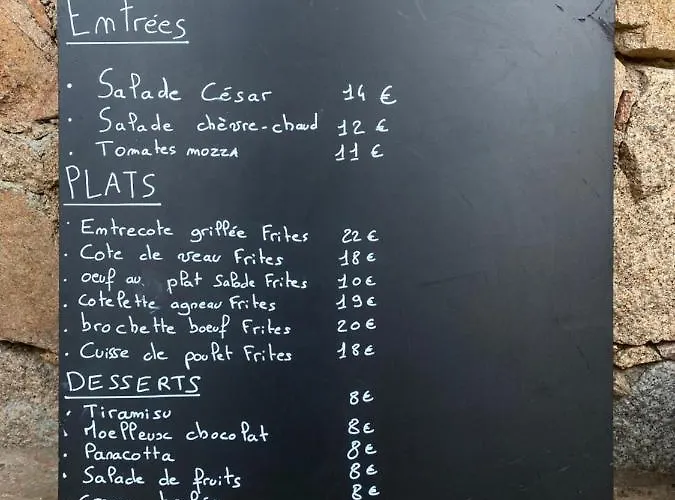 Entrées
· Salade César 14 €
· Salade chèvre-chaud 12 €
· Tomates mozza 11 €
PLATS
· Entrecote grillée Frites 22 €
· Cote de veau Frites 18 €
· oeuf au plat Salade Frites 10 €
· cotelette agneau Frites 19 €
· brochette boeuf Frites 20 €
· Cuisse de poulet Frites 18 €
DESSERTS
· Tiramisu 8 €
· Moelleux chocolat 8 €
· Panacotta 8 €
· Salade de fruits 8 €
8 €